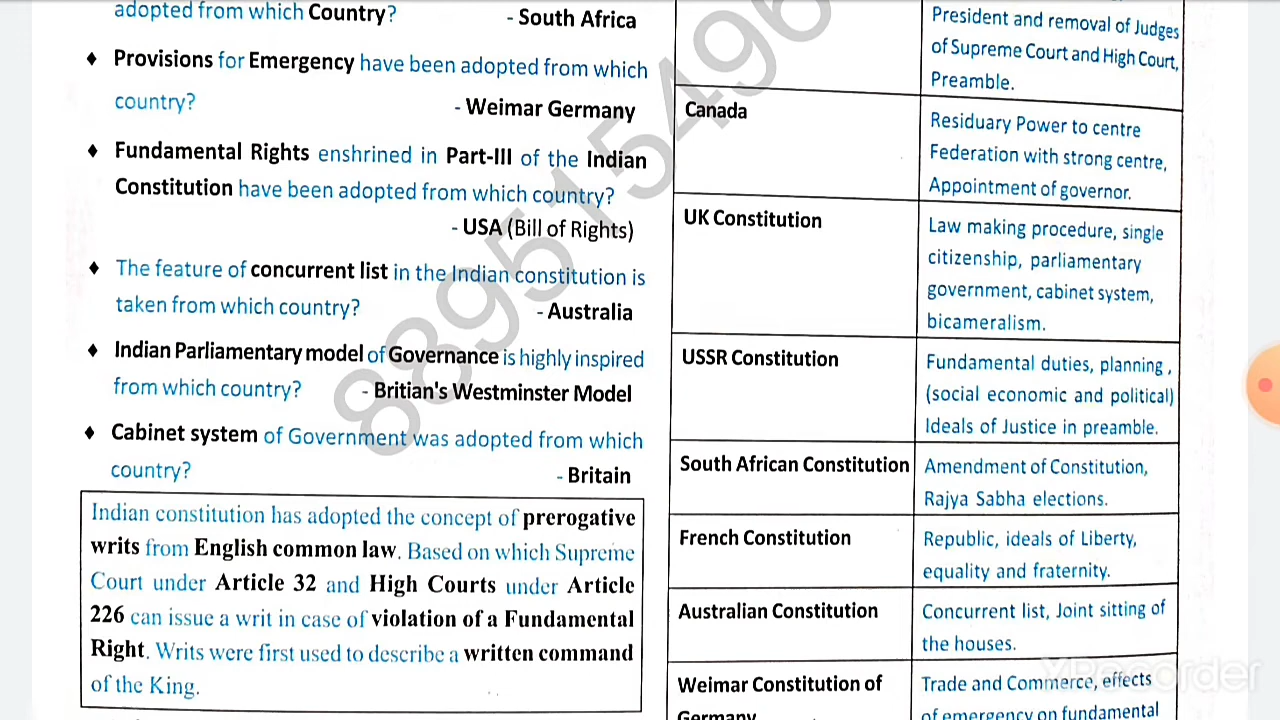 adopted from which Country?
- South Africa
♦ Provisions for Emergency have been adopted from which
country?
- Weimar Germany
♦ Fundamental Rights enshrined in Part-III of the Indian
Constitution have been adopted from which country?
- USA (Bill of Rights)
♦ The feature of concurrent list in the Indian constitution is
taken from which country?
- Australia
♦ Indian Parliamentary model of Governance is highly inspired
from which country?
- Britian's Westminster Model
♦ Cabinet system of Government was adopted from which
country?
- Britain
Indian constitution has adopted the concept of prerogative
writs from English common law. Based on which Supreme
Court under Article 32 and High Courts under Article
226 can issue a writ in case of violation of a Fundamental
Right. Writs were first used to describe a written command
of the King.
President and removal of Judges
of Supreme Court and High Court,
Preamble.
Canada
Residuary Power to centre
Federation with strong centre,
Appointment of governor.
UK Constitution
Law making procedure, single
citizenship, parliamentary
government, cabinet system,
bicameralism.
USSR Constitution
Fundamental duties, planning,
(social economic and political)
Ideals of Justice in preamble.
South African Constitution
Amendment of Constitution,
Rajya Sabha elections.
French Constitution
Republic, ideals of Liberty,
equality and fraternity.
Australian Constitution
Concurrent list, Joint sitting of
the houses.
Weimar Constitution of
Germany
Trade and Commerce, effects
of emergency on fundamental
889515496
XRecorder